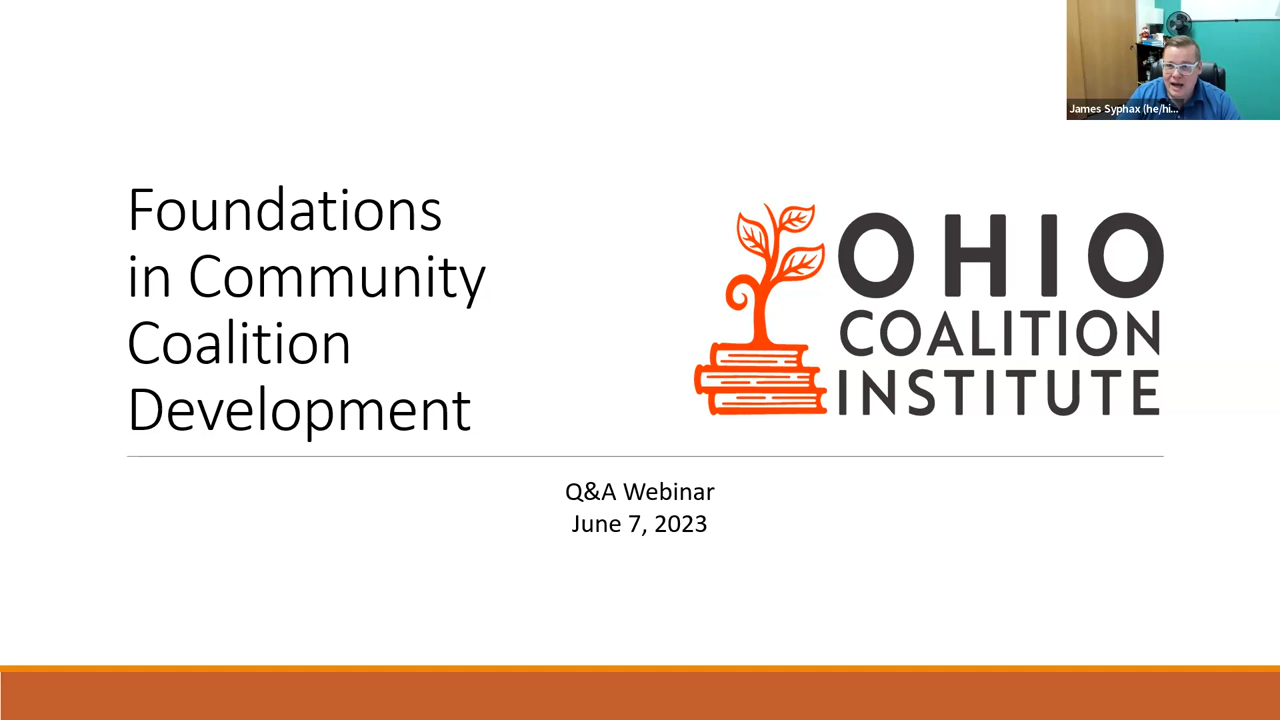 James Syphax (he/hi...
Foundations
in Community
Coalition
Development
OHIO
COALITION
INSTITUTE
Q&A Webinar
June 7, 2023